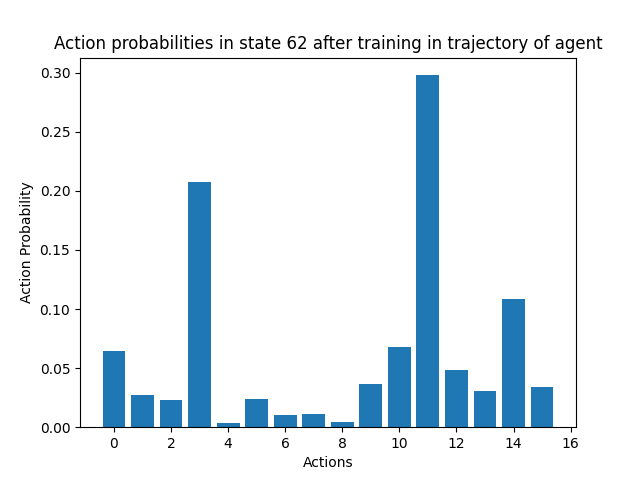 Action probabilities in state 62 after training in trajectory of agent
0.30
0.25
0.20
0.15
0.10
0.05
0.00
Action Probability
0 2 4 6 8 10 12 14 16
Actions